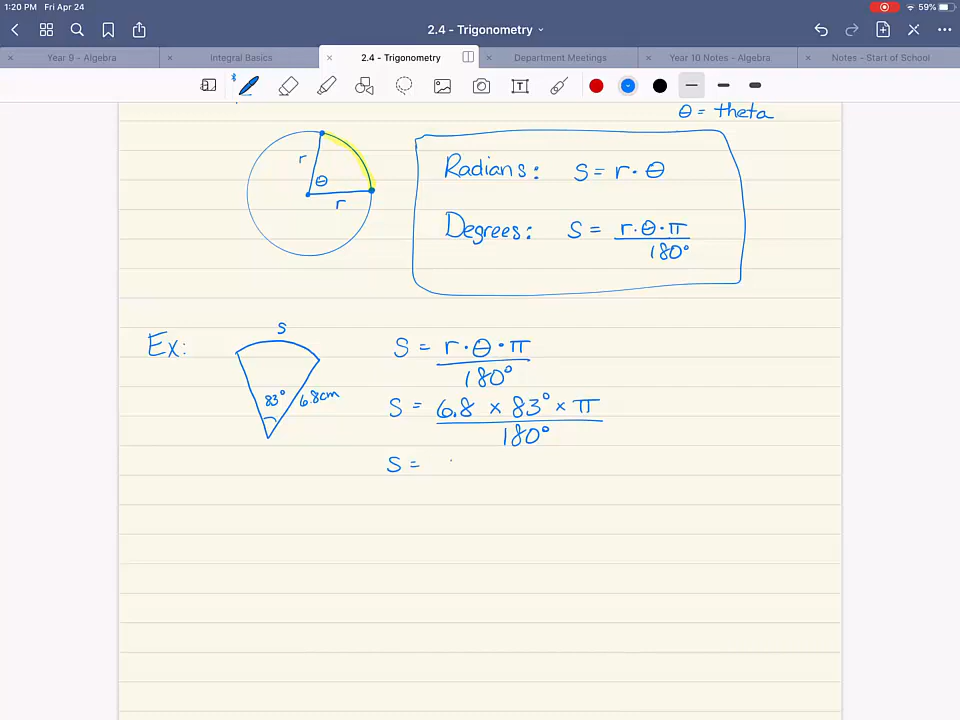 1:20 PM Fri Apr 24
59%
2.4 - Trigonometry
Year 9 - Algebra
Integral Basics
2.4 - Trigonometry
Department Meetings
Year 10 Notes - Algebra
Notes - Start of School
θ = theta
r
θ
r
Radians: S = r · θ
Degrees: S = r·θ·π
180°
Ex:
S
83°
6.8cm
S = r·θ·π
180°
S = 6.8 × 83° × π
180°
S =